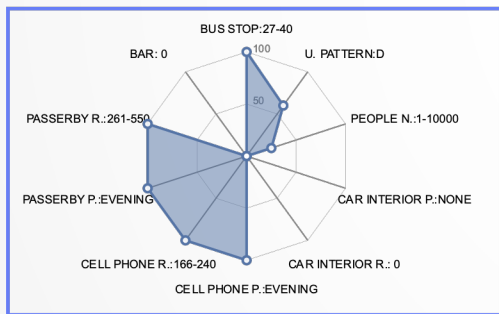 BUS STOP:27-40
BAR: 0
100
U. PATTERN:D
50
PASSERBY R.:261-550
PEOPLE N.:1-10000
PASSERBY P.:EVENING
CAR INTERIOR P.:NONE
CELL PHONE R.:166-240
CAR INTERIOR R.: 0
CELL PHONE P.:EVENING